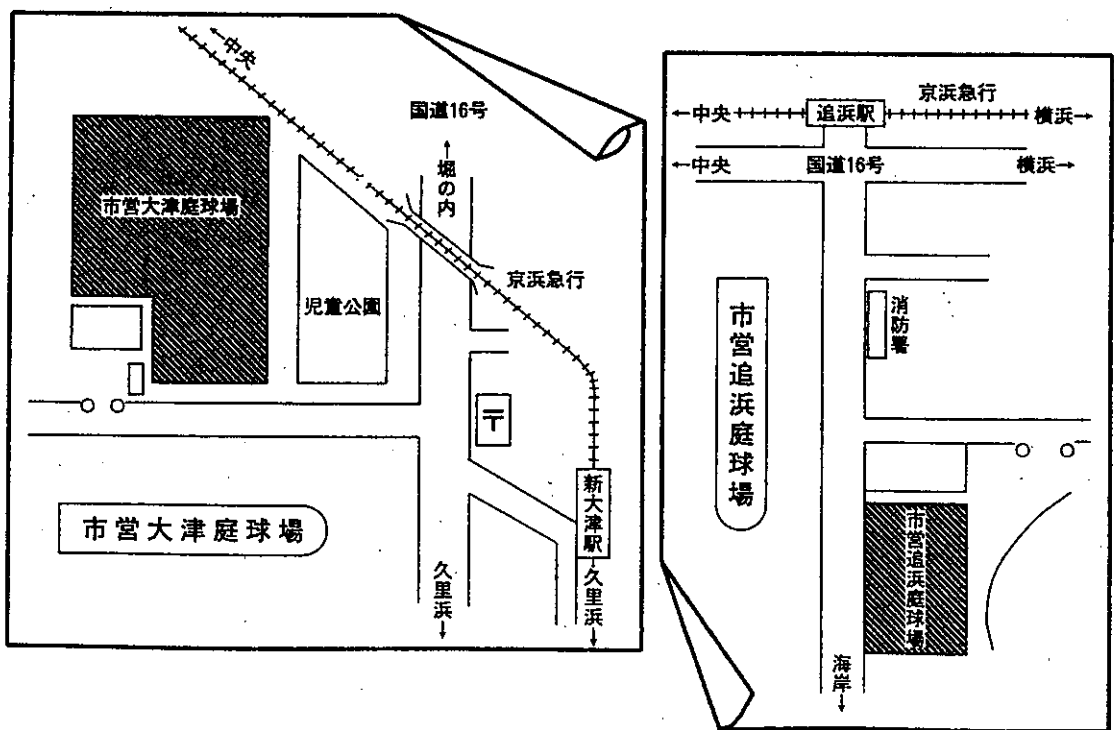 ←中央
国道16号
←堀の内
市営大津庭球場
児童公園
京浜急行
〒
新大津駅
市営大津庭球場
久里浜→
久里浜→
京浜急行
←中央
追浜駅
横浜→
←中央
国道16号
横浜→
消防署
市営追浜庭球場
市営追浜庭球場
海岸→